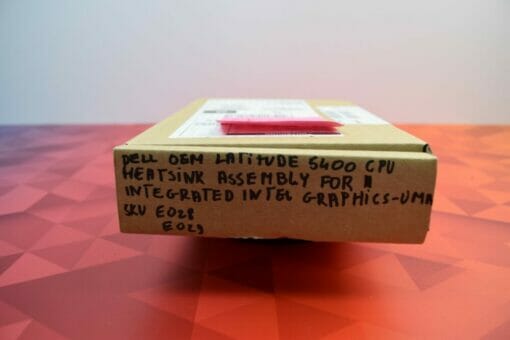 DELL OEM LATITUDE 5400 CPU
HEATSINK ASSEMBLY FOR
INTEGRATED INTEL GRAPHICS-UMA
SKU E028
E029